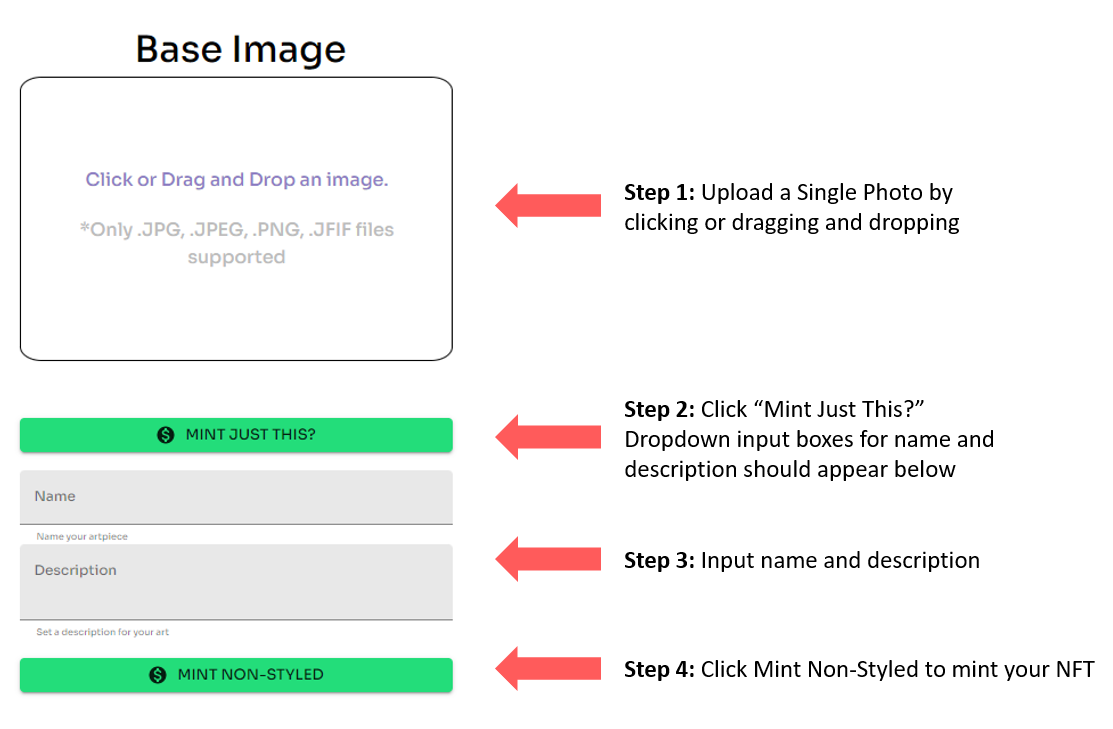 Base Image
Click or Drag and Drop an image.
*Only .JPG, .JPEG, .PNG, .JFIF files
supported
Step 1: Upload a Single Photo by
clicking or dragging and dropping
MINT JUST THIS?
Step 2: Click “Mint Just This?”
Dropdown input boxes for name and
description should appear below
Name
Name your artpiece
Description
Set a description for your art
Step 3: Input name and description
MINT NON-STYLED
Step 4: Click Mint Non-Styled to mint your NFT